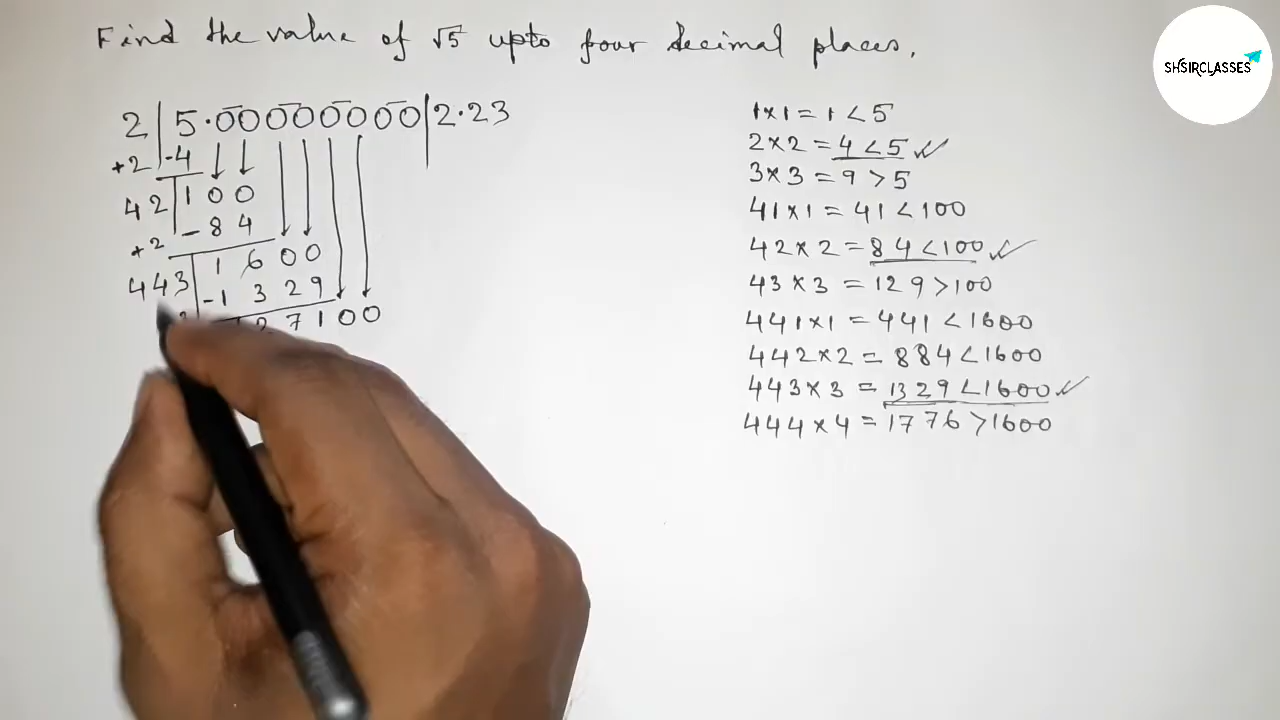 Find the value of √5 upto four decimal places.
SHSIRCLASSES
2 | 5.00000000 | 2.23
+2 | -4
42 | 100
- 84
+2
443 | 1600
-1329
27100
1×1=1<5
2×2=4<5 ✓
3×3=9>5
41×1=41<100
42×2=84<100 ✓
43×3=129>100
441×1=441<1600
442×2=884<1600
443×3=1329<1600 ✓
444×4=1776>1600